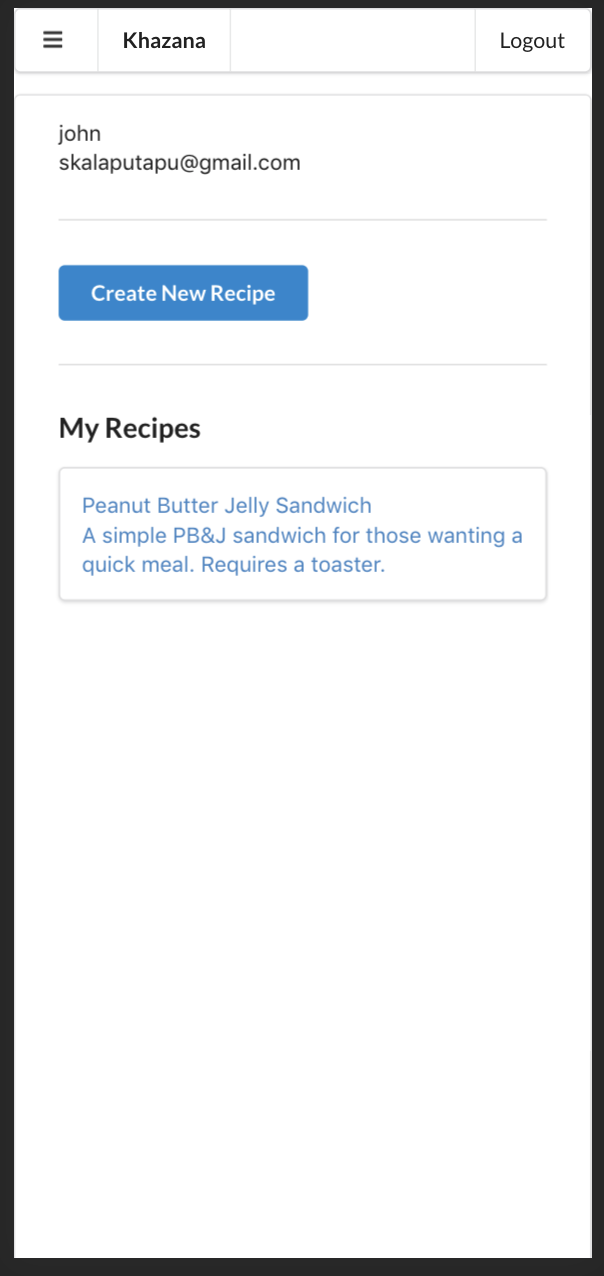 Khazana
Logout
john
skalaputapu@gmail.com
Create New Recipe
My Recipes
Peanut Butter Jelly Sandwich
A simple PB&J sandwich for those wanting a
quick meal. Requires a toaster.